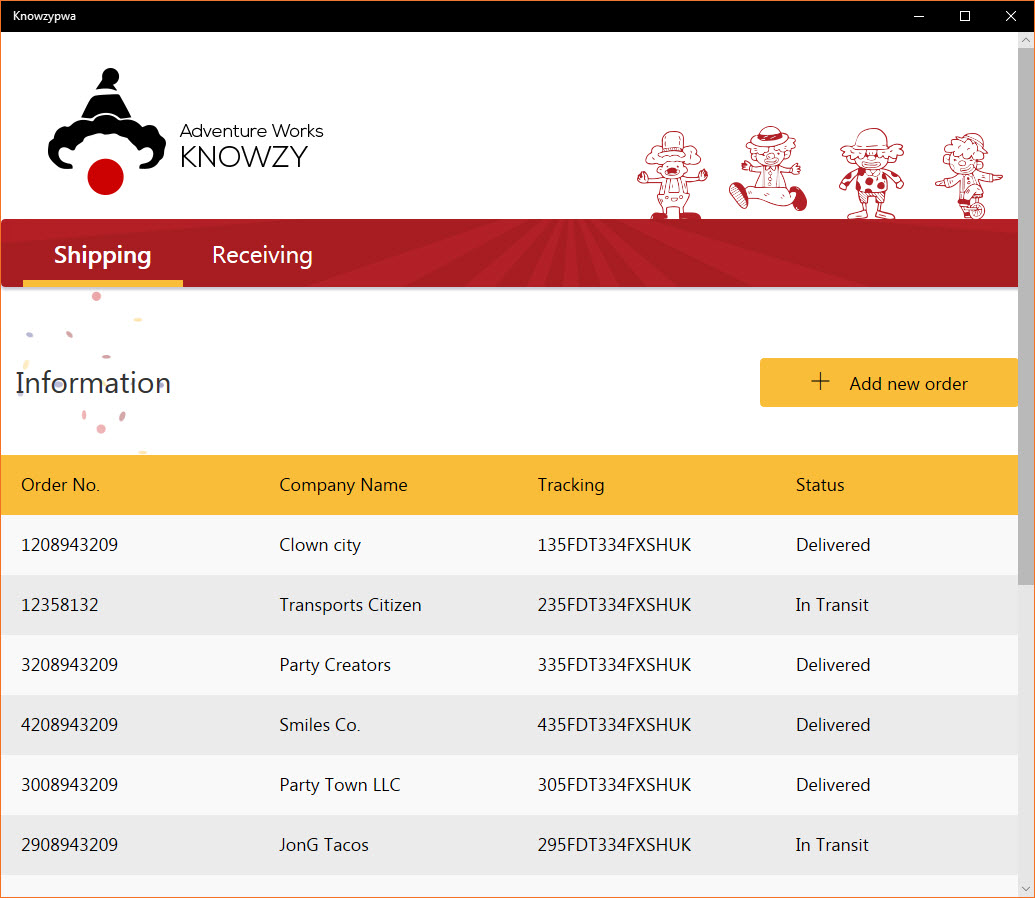 Knowzypwa
Adventure Works
KNOWZY
Shipping Receiving
Information
Add new order
Order No. Company Name Tracking Status
1208943209 Clown city 135FDT334FXSHUK Delivered
12358132 Transports Citizen 235FDT334FXSHUK In Transit
3208943209 Party Creators 335FDT334FXSHUK Delivered
4208943209 Smiles Co. 435FDT334FXSHUK Delivered
3008943209 Party Town LLC 305FDT334FXSHUK Delivered
2908943209 JonG Tacos 295FDT334FXSHUK In Transit